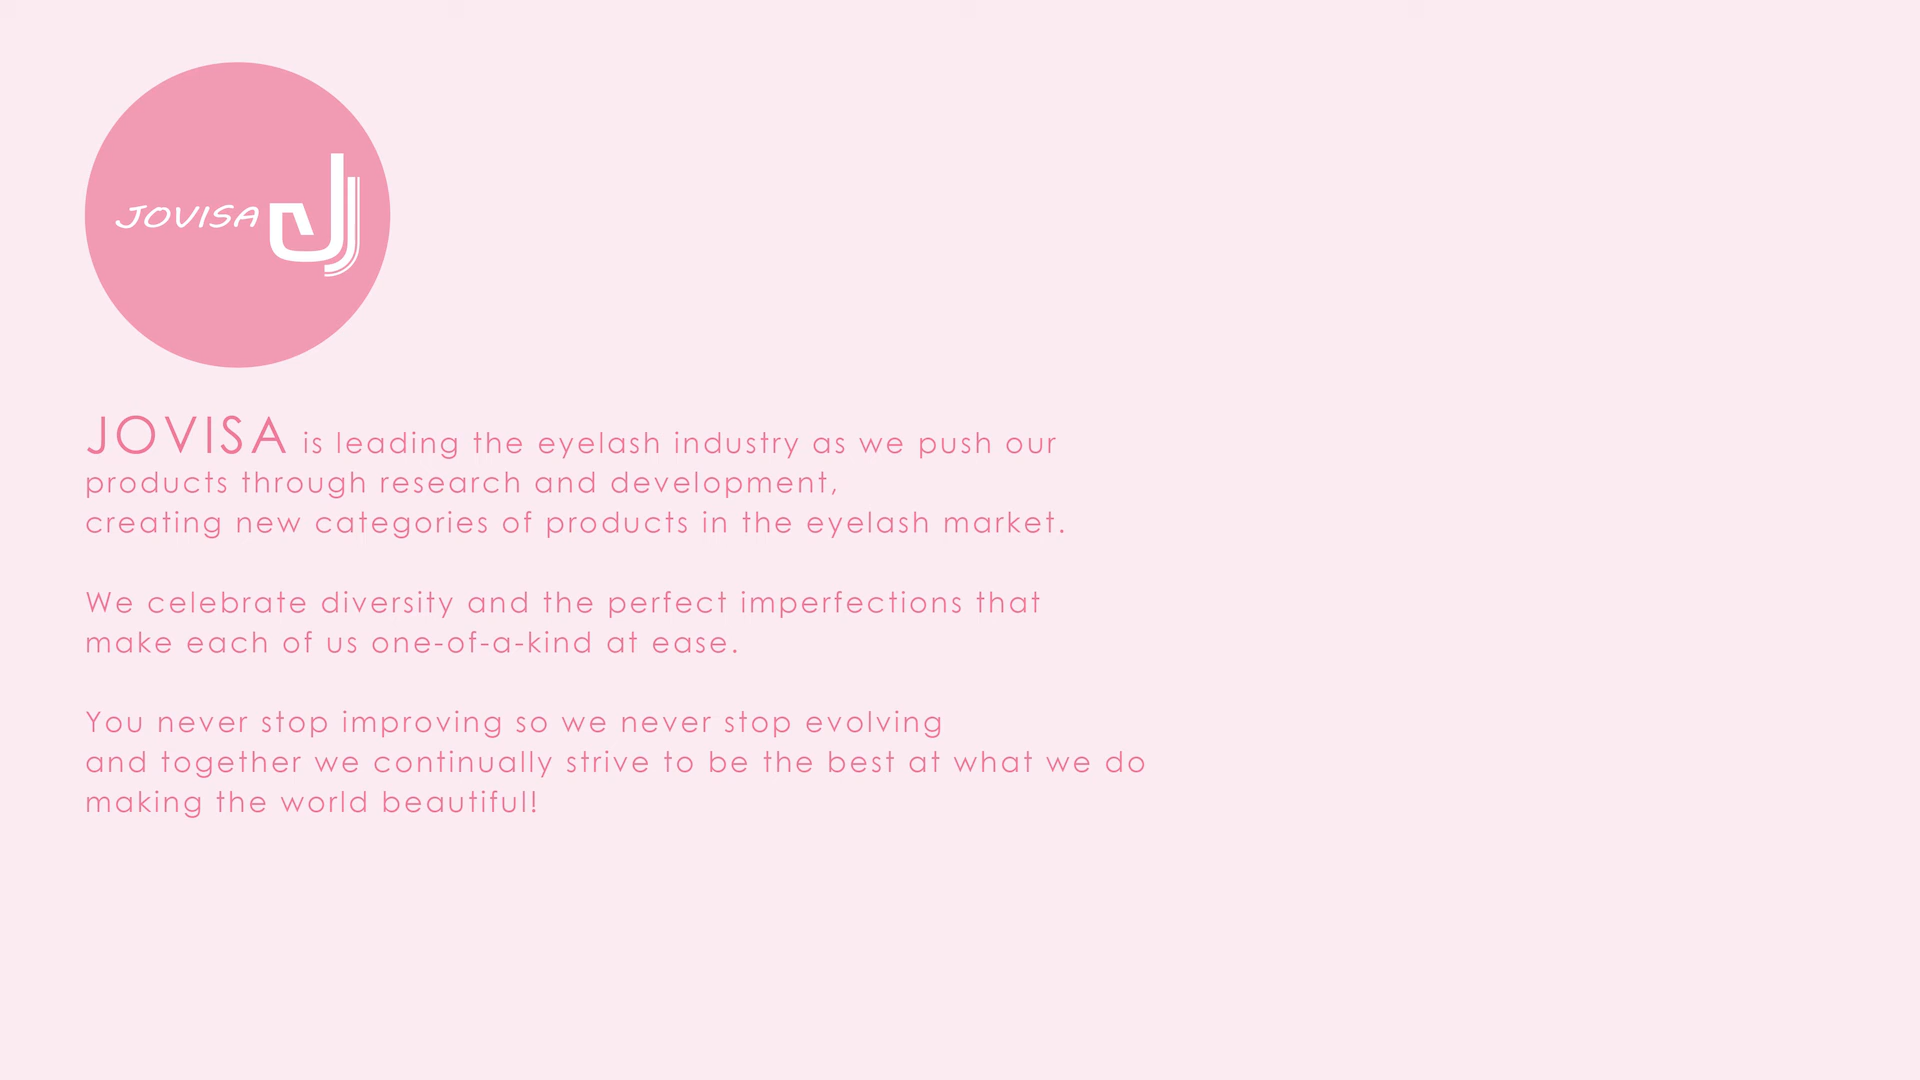 JOVISA J
JOVISA is leading the eyelash industry as we push our
products through research and development,
creating new categories of products in the eyelash market.
We celebrate diversity and the perfect imperfections that
make each of us one-of-a-kind at ease.
You never stop improving so we never stop evolving
and together we continually strive to be the best at what we do
making the world beautiful!